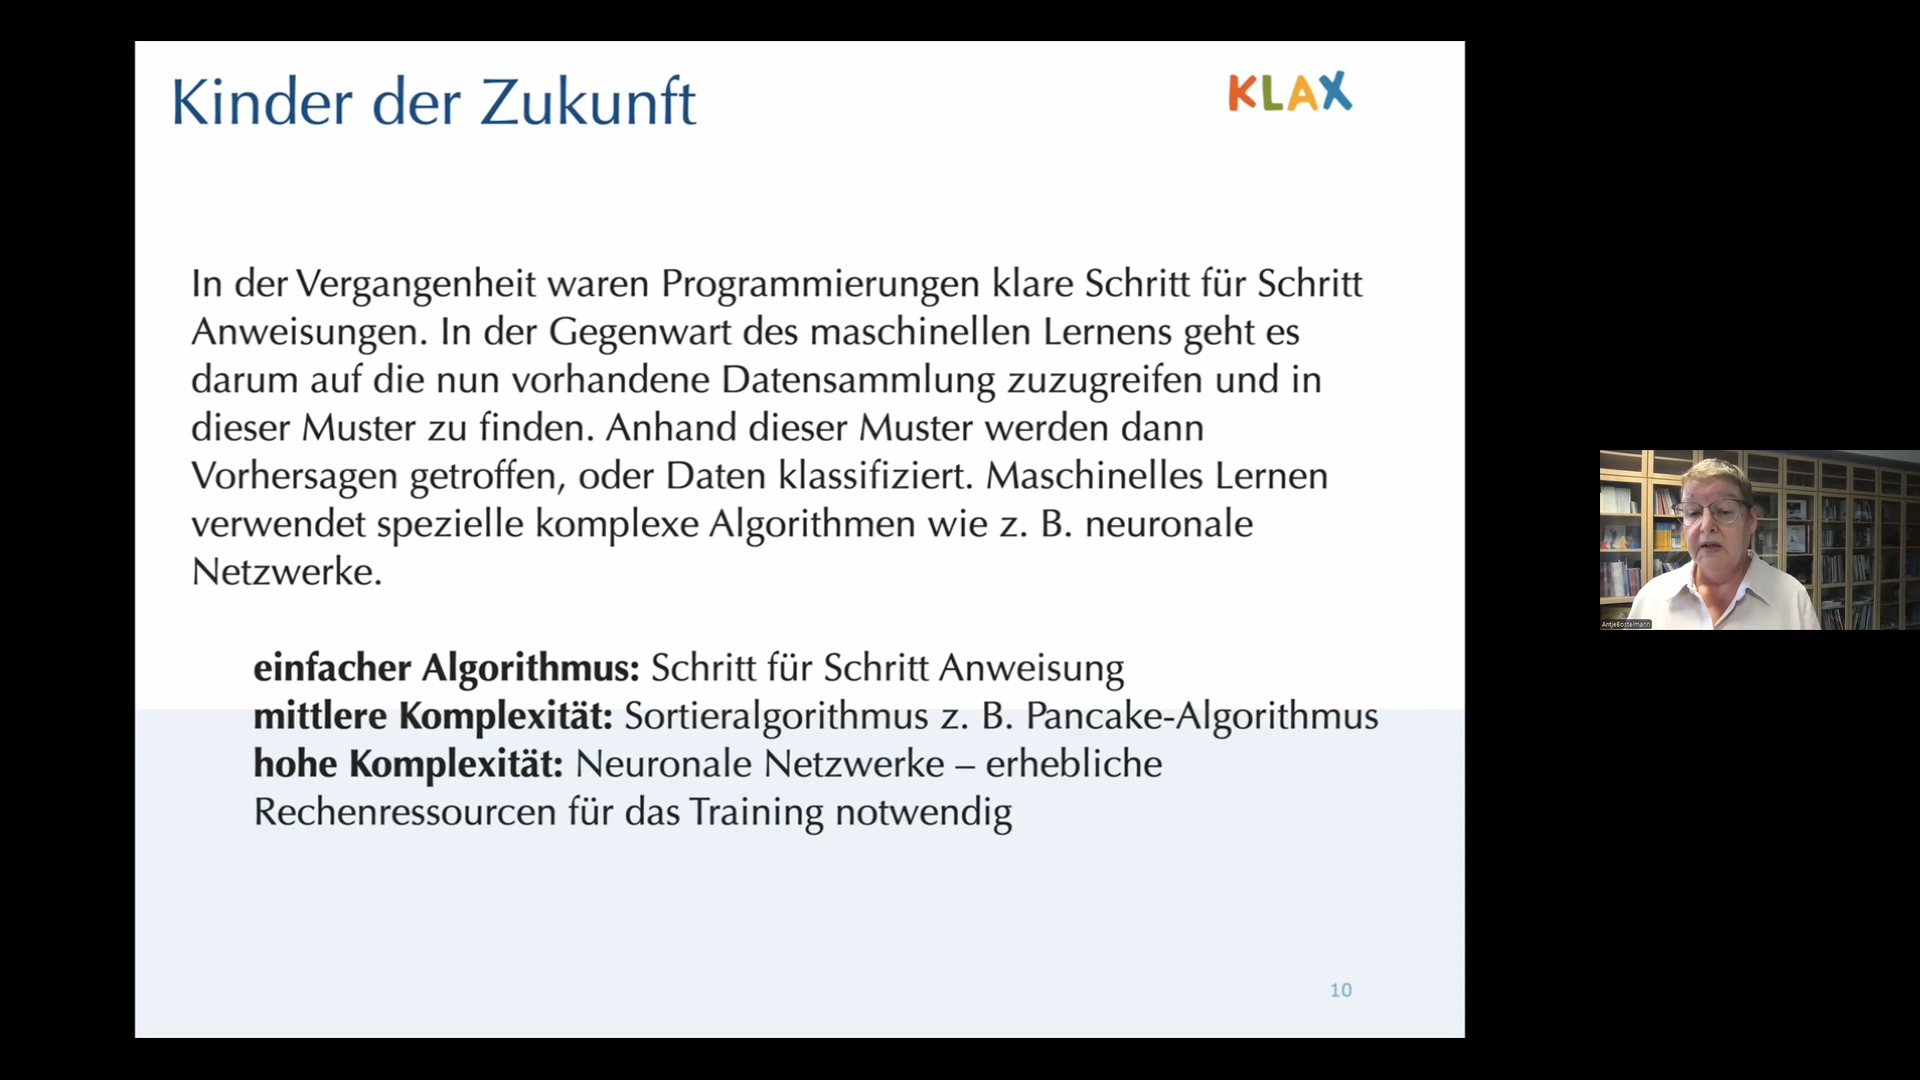 Kinder der Zukunft
KLAX
In der Vergangenheit waren Programmierungen klare Schritt für Schritt
Anweisungen. In der Gegenwart des maschinellen Lernens geht es
darum auf die nun vorhandene Datensammlung zuzugreifen und in
dieser Muster zu finden. Anhand dieser Muster werden dann
Vorhersagen getroffen, oder Daten klassifiziert. Maschinelles Lernen
verwendet spezielle komplexe Algorithmen wie z. B. neuronale
Netzwerke.
einfacher Algorithmus: Schritt für Schritt Anweisung
mittlere Komplexität: Sortieralgorithmus z. B. Pancake-Algorithmus
hohe Komplexität: Neuronale Netzwerke – erhebliche
Rechenressourcen für das Training notwendig
10
AntjeBostelmann